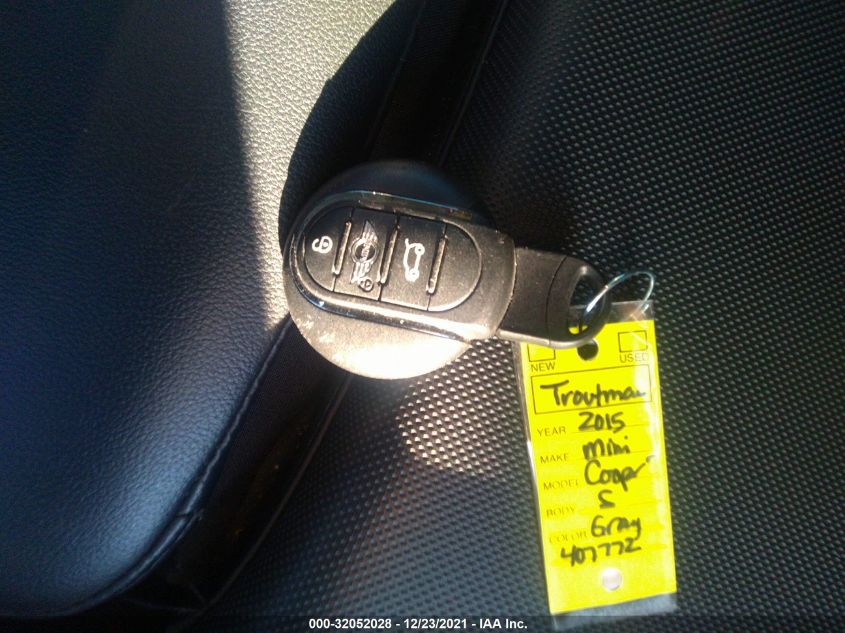 NEW USED
Troutman
YEAR 2015
MAKE Mini
MODEL Cooper
BODY S
COLOR Gray
407772
000-32052028 - 12/23/2021 - IAA Inc.